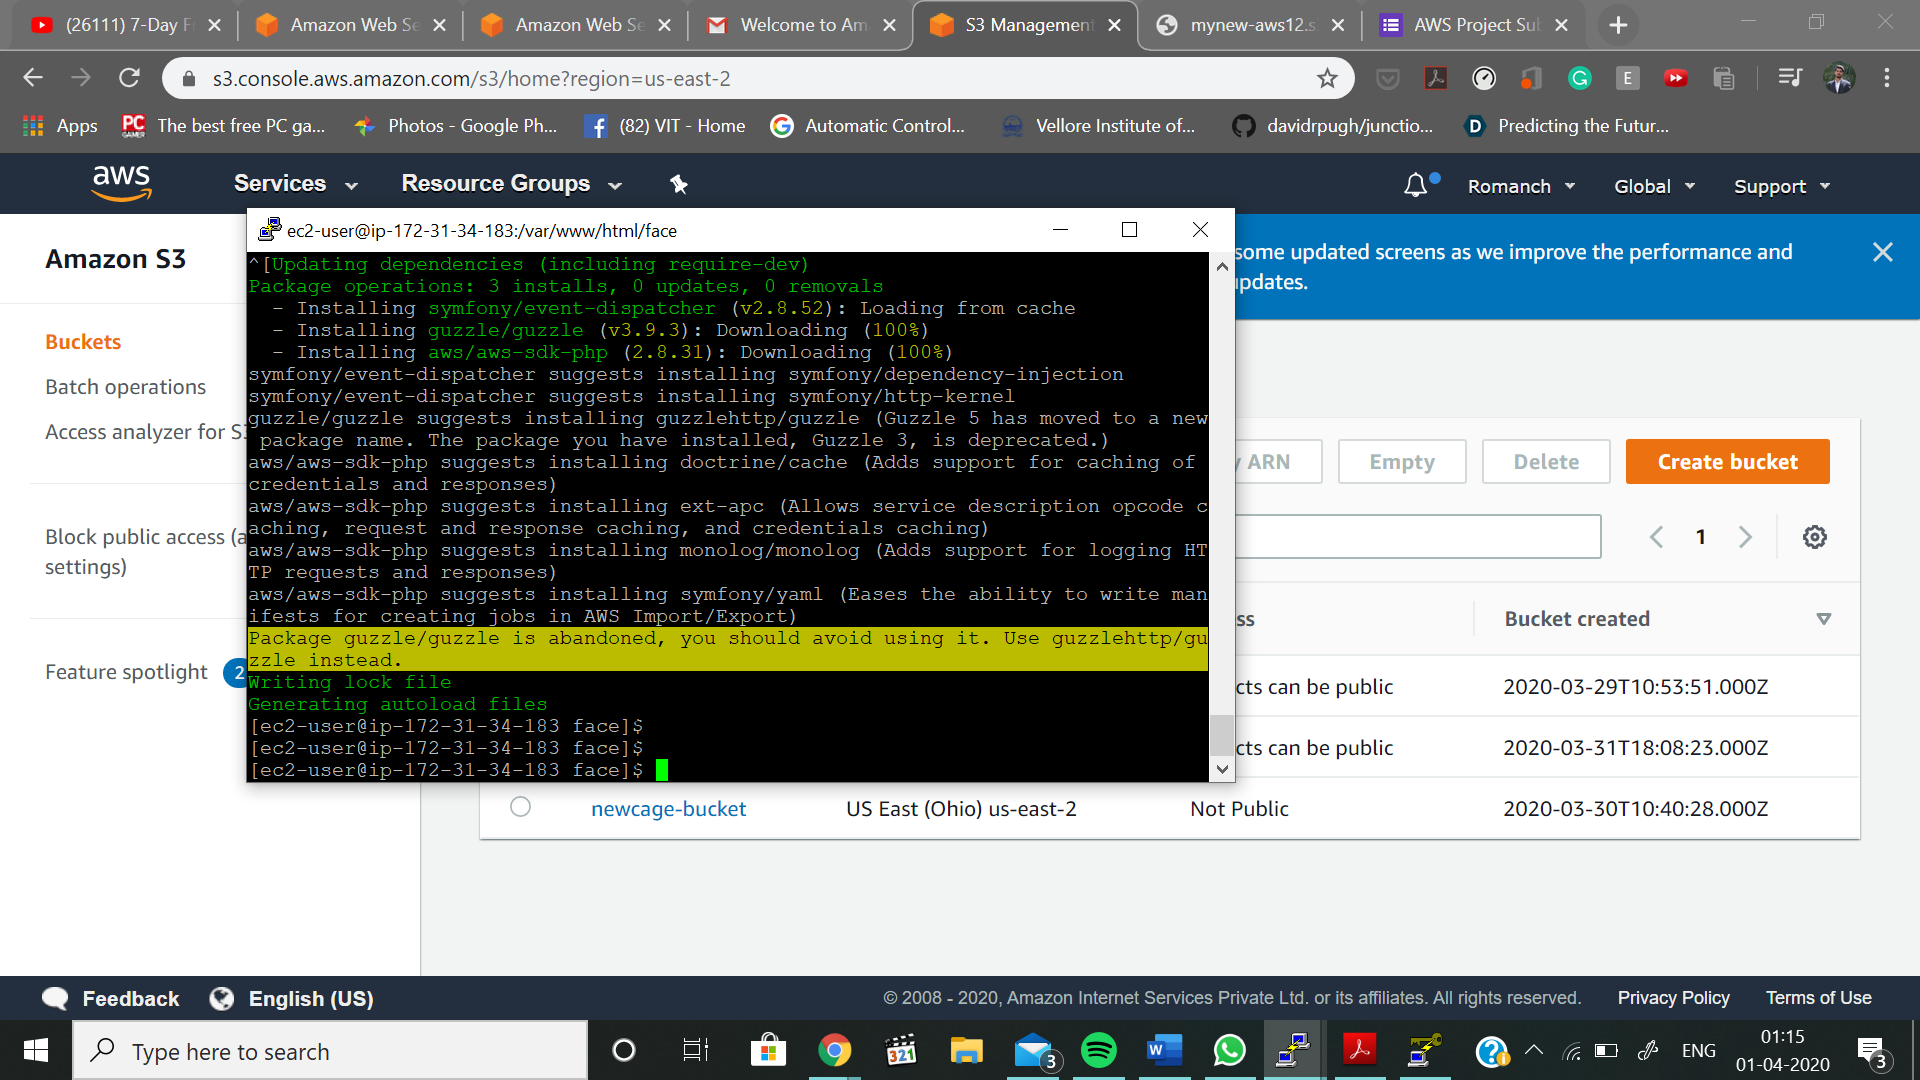 (26111) 7-Day F
Amazon Web Se
Amazon Web Se
Welcome to Am
S3 Management
mynew-aws12.s
AWS Project Sub
s3.console.aws.amazon.com/s3/home?region=us-east-2
Apps
The best free PC ga...
Photos - Google Ph...
(82) VIT - Home
Automatic Control...
Vellore Institute of...
davidrpugh/junctio...
Predicting the Futur...
aws
Services
Resource Groups
Romanch
Global
Support
ec2-user@ip-172-31-34-183:/var/www/html/face
some updated screens as we improve the performance and
pdates.
Amazon S3
Buckets
Batch operations
Access analyzer for S3
Block public access (a
settings)
Feature spotlight 2
^[Updating dependencies (including require-dev)
Package operations: 3 installs, 0 updates, 0 removals
- Installing symfony/event-dispatcher (v2.8.52): Loading from cache
- Installing guzzle/guzzle (v3.9.3): Downloading (100%)
- Installing aws/aws-sdk-php (2.8.31): Downloading (100%)
symfony/event-dispatcher suggests installing symfony/dependency-injection
symfony/event-dispatcher suggests installing symfony/http-kernel
guzzle/guzzle suggests installing guzzlehttp/guzzle (Guzzle 5 has moved to a new
package name. The package you have installed, Guzzle 3, is deprecated.)
aws/aws-sdk-php suggests installing doctrine/cache (Adds support for caching of
credentials and responses)
aws/aws-sdk-php suggests installing ext-apc (Allows service description opcode c
aching, request and response caching, and credentials caching)
aws/aws-sdk-php suggests installing monolog/monolog (Adds support for logging HT
TP requests and responses)
aws/aws-sdk-php suggests installing symfony/yaml (Eases the ability to write man
ifests for creating jobs in AWS Import/Export)
Package guzzle/guzzle is abandoned, you should avoid using it. Use guzzlehttp/gu
zzle instead.
Writing lock file
Generating autoload files
[ec2-user@ip-172-31-34-183 face]$
[ec2-user@ip-172-31-34-183 face]$
[ec2-user@ip-172-31-34-183 face]$
y ARN
Empty
Delete
Create bucket
1
ss
Bucket created
cts can be public
2020-03-29T10:53:51.000Z
cts can be public
2020-03-31T18:08:23.000Z
newcage-bucket
US East (Ohio) us-east-2
Not Public
2020-03-30T10:40:28.000Z
Feedback
English (US)
© 2008 - 2020, Amazon Internet Services Private Ltd. or its affiliates. All rights reserved.
Privacy Policy
Terms of Use
Type here to search
321
3
ENG
01:15
01-04-2020
3